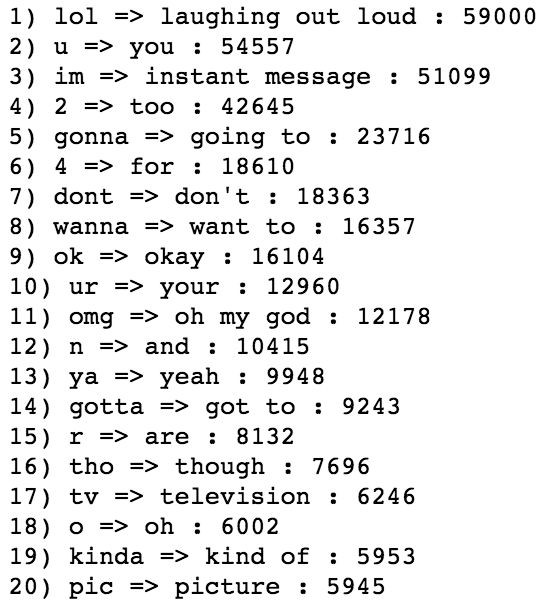 1) lol => laughing out loud : 59000
2) u => you : 54557
3) im => instant message : 51099
4) 2 => too : 42645
5) gonna => going to : 23716
6) 4 => for : 18610
7) dont => don't : 18363
8) wanna => want to : 16357
9) ok => okay : 16104
10) ur => your : 12960
11) omg => oh my god : 12178
12) n => and : 10415
13) ya => yeah : 9948
14) gotta => got to : 9243
15) r => are : 8132
16) tho => though : 7696
17) tv => television : 6246
18) o => oh : 6002
19) kinda => kind of : 5953
20) pic => picture : 5945